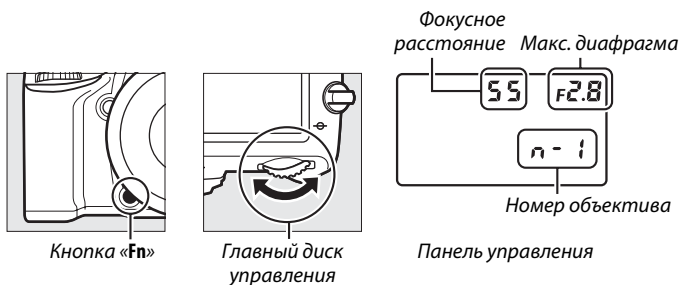 Фокусное
расстояние Макс. диафрагма
55 F2.8
n - 1
Номер объектива
Кнопка «Fn» Главный диск Панель управления
управления